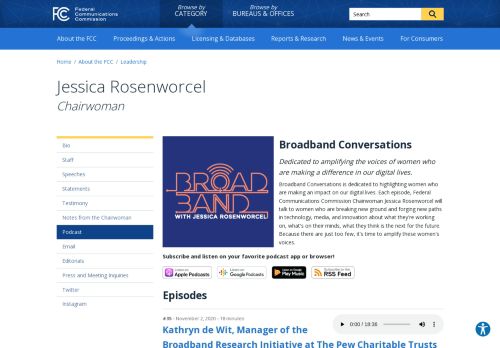 FCC Federal
Communications
Commission
Browse by
CATEGORY
Browse by
BUREAUS & OFFICES
Search
About the FCC
Proceedings & Actions
Licensing & Databases
Reports & Research
News & Events
For Consumers
Home / About the FCC / Leadership
Jessica Rosenworcel
Chairwoman
Bio
Staff
Speeches
Statements
Testimony
Notes from the Chairwoman
Podcast
Email
Editorials
Press and Meeting Inquiries
Twitter
Instagram
BROAD
BAND
WITH JESSICA ROSENWORCEL
Broadband Conversations
Dedicated to amplifying the voices of women who
are making a difference in our digital lives.
Broadband Conversations is dedicated to highlighting women who
are making an impact on our digital lives. Each episode, Federal
Communications Commission Chairwoman Jessica Rosenworcel will
talk to women who are breaking new ground and forging new paths
in technology, media, and innovation about what they're working
on, what's on their minds, what they think is the next for the future.
Because there are just too few, it's time to amplify these women's
voices.
Subscribe and listen on your favorite podcast app or browser!
Apple Podcasts
Google Podcasts
Google Play Music
RSS Feed
Episodes
#35 - November 2, 2020 - 18 minutes
Kathryn de Wit, Manager of the
Broadband Research Initiative at The Pew Charitable Trusts
0:00 / 18:36